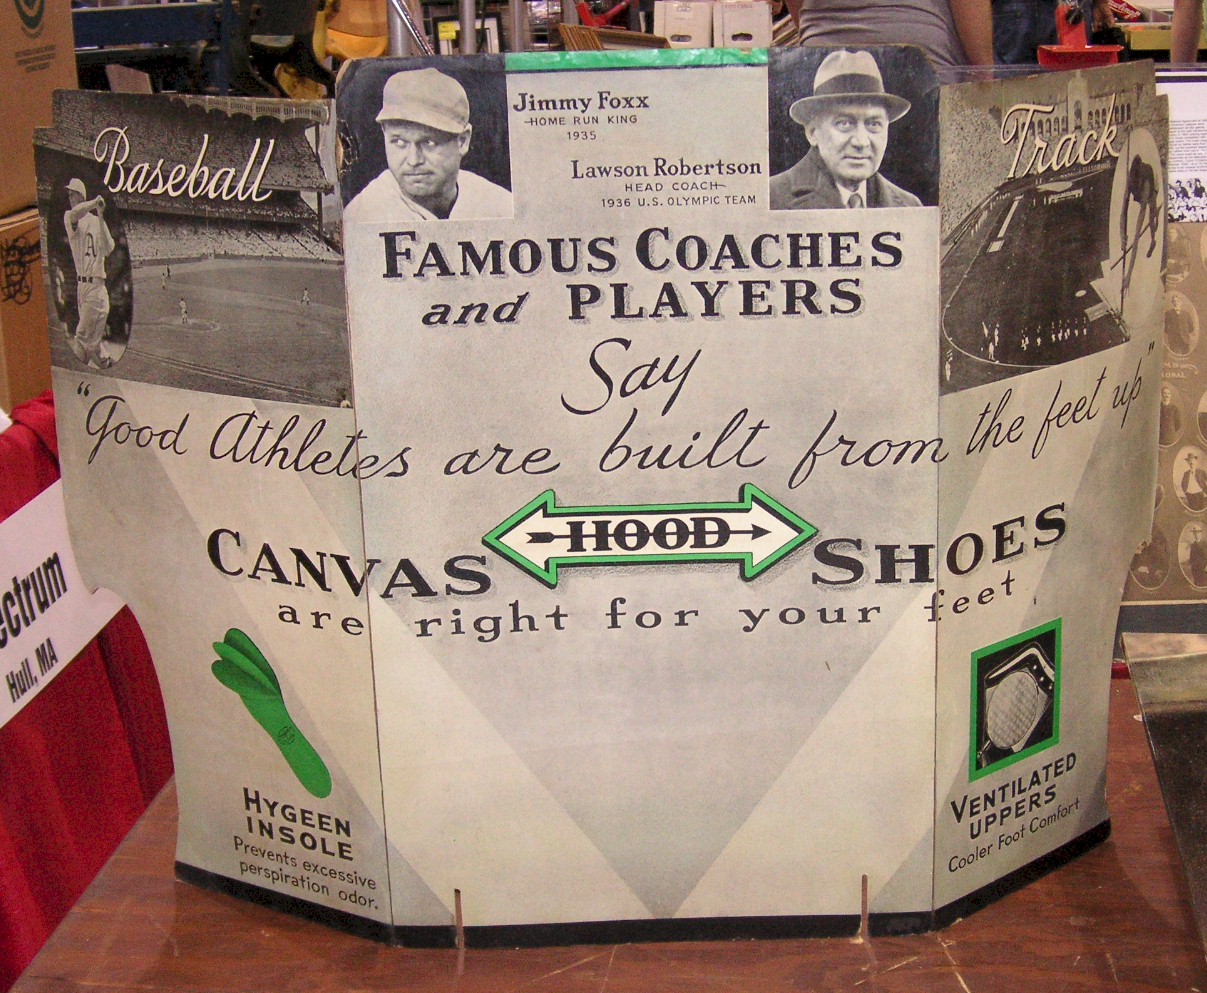 Jimmy Foxx
HOME RUN KING
1935
Lawson Robertson
HEAD COACH
1936 U.S. OLYMPIC TEAM
Baseball
Track
A
FAMOUS COACHES
and PLAYERS
Say
"Good Athletes are built from the feet up"
CANVAS HOOD SHOES
are right for your feet
HYGEEN
INSOLE
Prevents excessive
perspiration odor.
VENTILATED
UPPERS
Cooler Foot Comfort
ectrum
Hull, MA